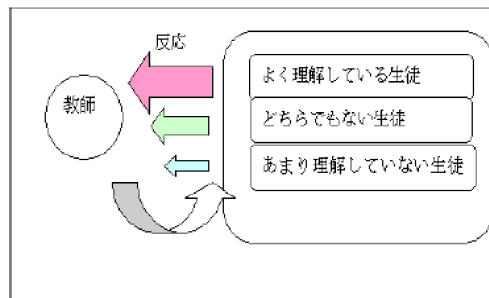 反応
教師
よく理解している生徒
どちらでもない生徒
あまり理解していない生徒